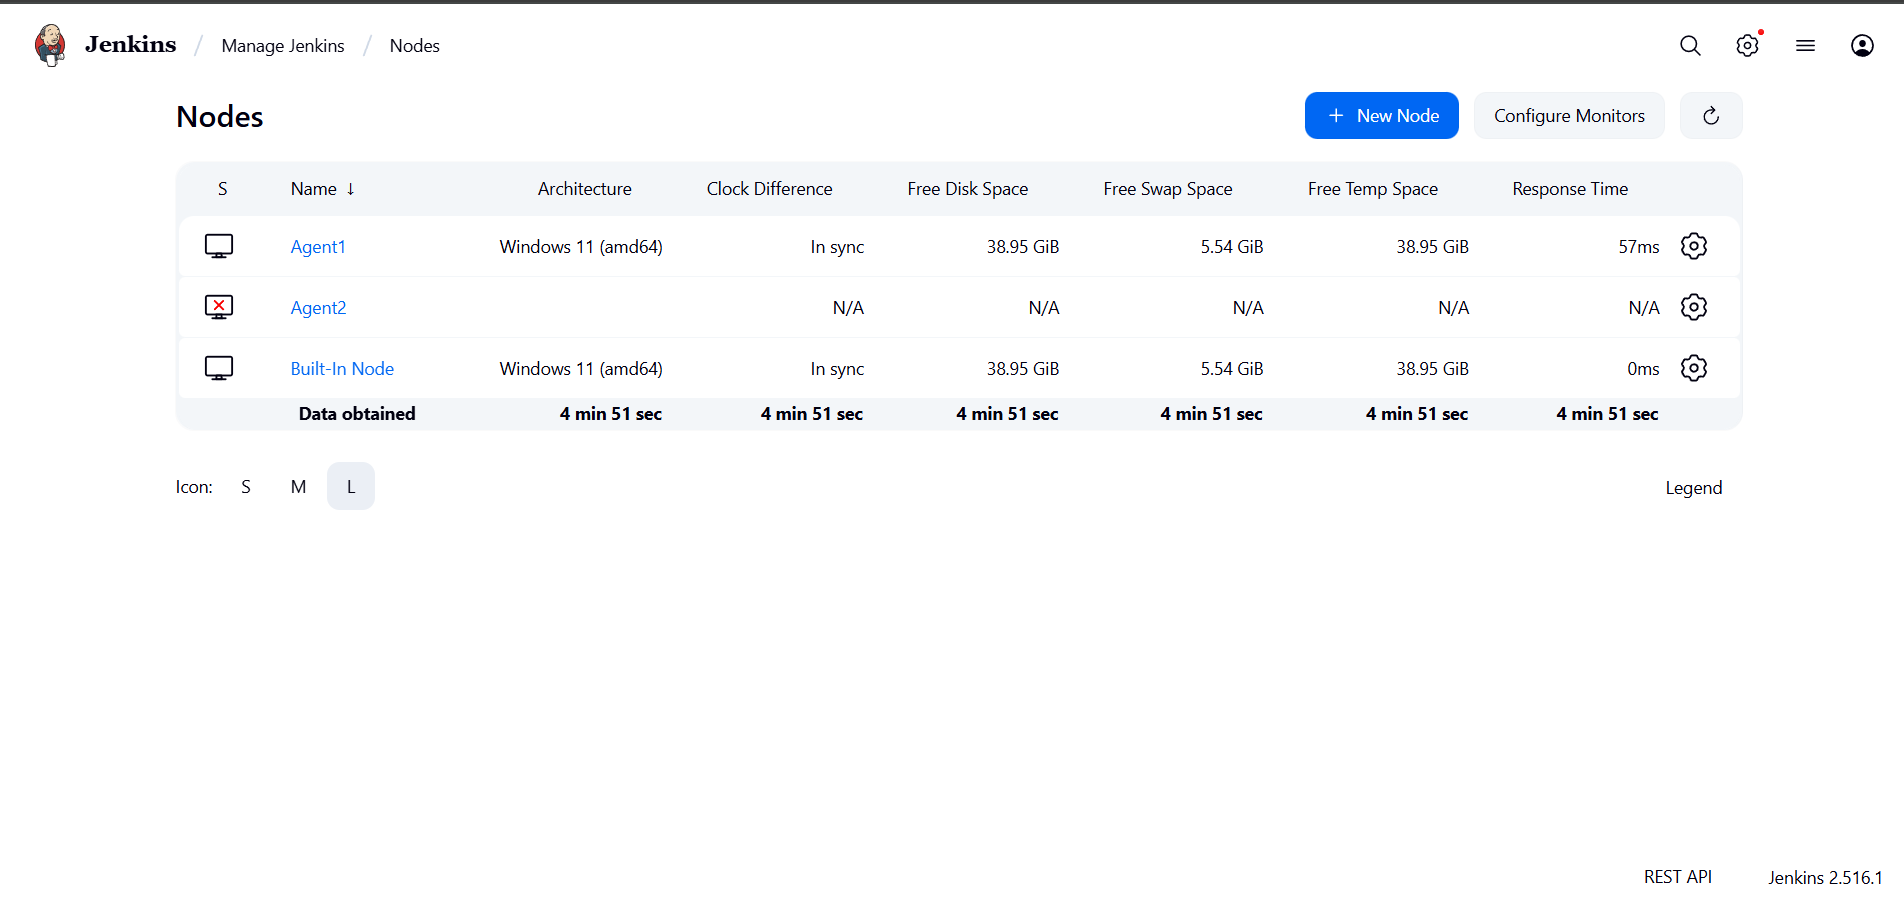 Jenkins / Manage Jenkins / Nodes
Nodes
+ New Node Configure Monitors
S Name ↓ Architecture Clock Difference Free Disk Space Free Swap Space Free Temp Space Response Time
Agent1 Windows 11 (amd64) In sync 38.95 GiB 5.54 GiB 38.95 GiB 57ms
Agent2 N/A N/A N/A N/A N/A
Built-In Node Windows 11 (amd64) In sync 38.95 GiB 5.54 GiB 38.95 GiB 0ms
Data obtained 4 min 51 sec 4 min 51 sec 4 min 51 sec 4 min 51 sec 4 min 51 sec 4 min 51 sec
Icon: S M L Legend
REST API Jenkins 2.516.1